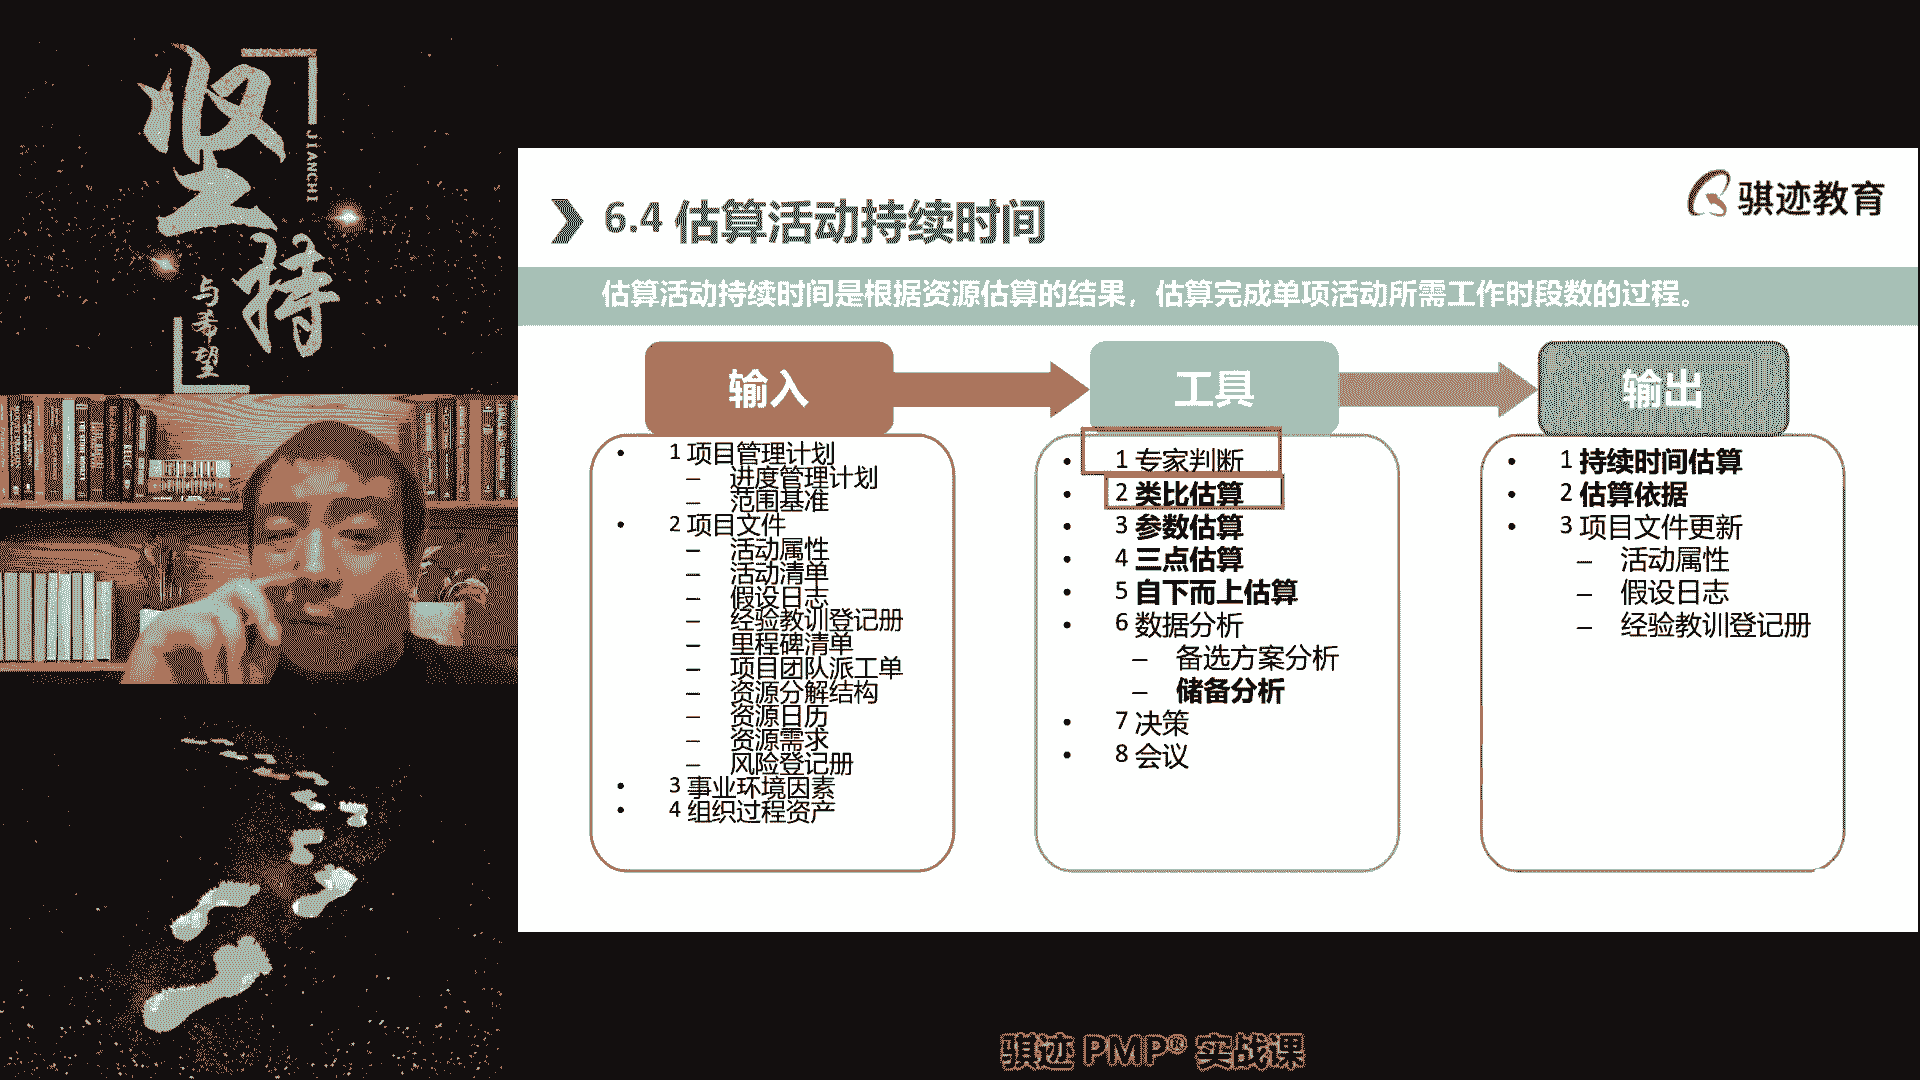 坚持
JIANCHI
与希望
骐迹教育
6.4 估算活动持续时间
估算活动持续时间是根据资源估算的结果，估算完成单项活动所需工作时段数的过程。
输入
• 1 项目管理计划
– 进度管理计划
– 范围基准
• 2 项目文件
– 活动属性
– 活动清单
– 假设日志
– 经验教训登记册
– 里程碑清单
– 项目团队派工单
– 资源分解结构
– 资源日历
– 资源需求
– 风险登记册
• 3 事业环境因素
• 4 组织过程资产
工具
• 1 专家判断
• 2 类比估算
• 3 参数估算
• 4 三点估算
• 5 自下而上估算
• 6 数据分析
– 备选方案分析
– 储备分析
• 7 决策
• 8 会议
输出
• 1 持续时间估算
• 2 估算依据
• 3 项目文件更新
– 活动属性
– 假设日志
– 经验教训登记册
骐迹 PMP® 实战课